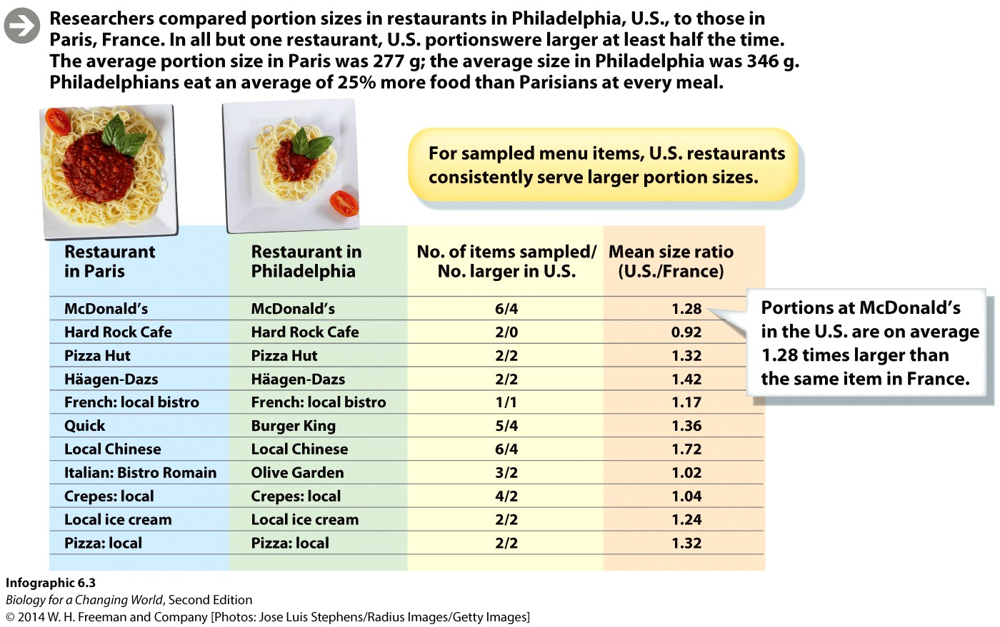 Researchers compared portion sizes in restaurants in Philadelphia, U.S., to those in
Paris, France. In all but one restaurant, U.S. portionswere larger at least half the time.
The average portion size in Paris was 277 g; the average size in Philadelphia was 346 g.
Philadelphians eat an average of 25% more food than Parisians at every meal.
For sampled menu items, U.S. restaurants
consistently serve larger portion sizes.
Restaurant in Paris | Restaurant in Philadelphia | No. of items sampled/ No. larger in U.S. | Mean size ratio (U.S./France)
McDonald's | McDonald's | 6/4 | 1.28
Hard Rock Cafe | Hard Rock Cafe | 2/0 | 0.92
Pizza Hut | Pizza Hut | 2/2 | 1.32
Häagen-Dazs | Häagen-Dazs | 2/2 | 1.42
French: local bistro | French: local bistro | 1/1 | 1.17
Quick | Burger King | 5/4 | 1.36
Local Chinese | Local Chinese | 6/4 | 1.72
Italian: Bistro Romain | Olive Garden | 3/2 | 1.02
Crepes: local | Crepes: local | 4/2 | 1.04
Local ice cream | Local ice cream | 2/2 | 1.24
Pizza: local | Pizza: local | 2/2 | 1.32
Portions at McDonald's
in the U.S. are on average
1.28 times larger than
the same item in France.
Infographic 6.3
Biology for a Changing World, Second Edition
© 2014 W. H. Freeman and Company [Photos: Jose Luis Stephens/Radius Images/Getty Images]